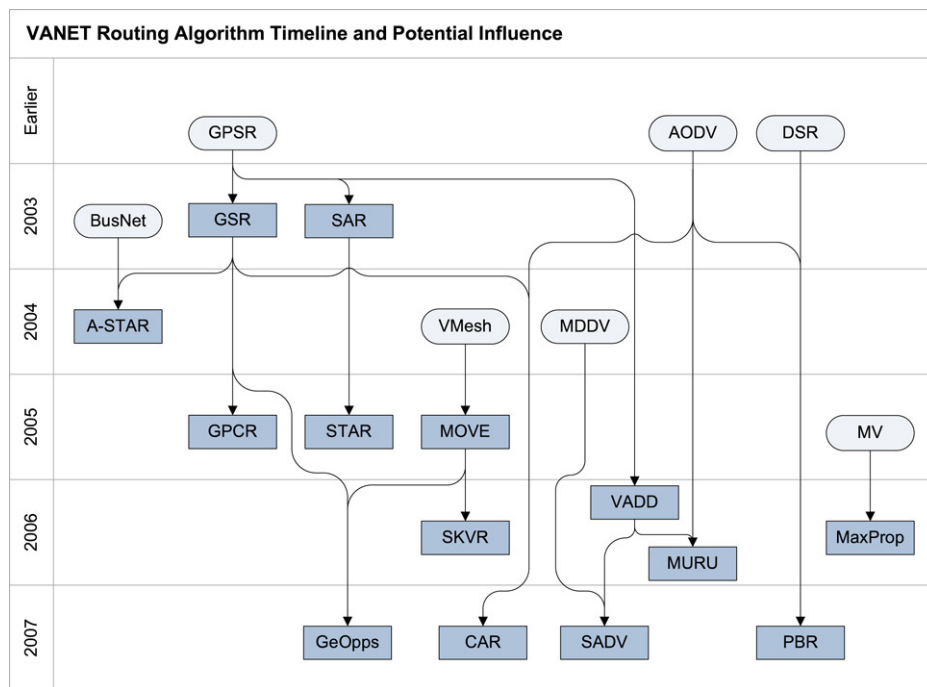 VANET Routing Algorithm Timeline and Potential Influence
Earlier
GPSR
AODV
DSR
2003
BusNet
GSR
SAR
2004
A-STAR
VMesh
MDDV
2005
GPCR
STAR
MOVE
MV
2006
SKVR
VADD
MURU
MaxProp
2007
GeOpps
CAR
SADV
PBR